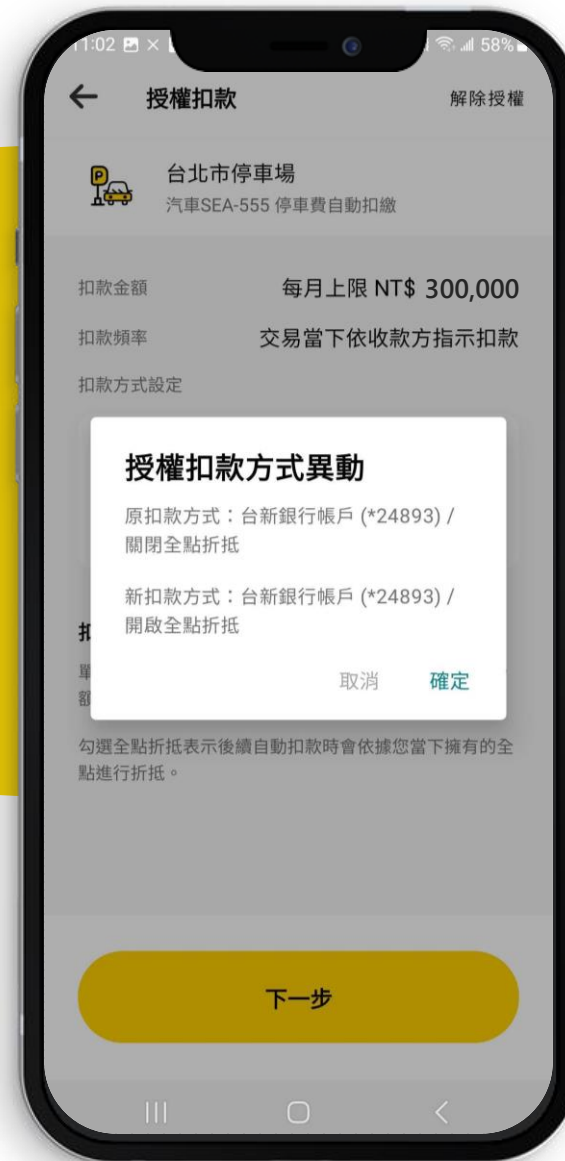 11:02
58%
授權扣款
解除授權
P
台北市停車場
汽車SEA-555 停車費自動扣繳
扣款金額
每月上限 NT$ 300,000
扣款頻率
交易當下依收款方指示扣款
扣款方式設定
授權扣款方式異動
原扣款方式：台新銀行帳戶 (*24893) /
關閉全點折抵
新扣款方式：台新銀行帳戶 (*24893) /
開啟全點折抵
取消
確定
勾選全點折抵表示後續自動扣款時會依據您當下擁有的全
點進行折抵。
下一步